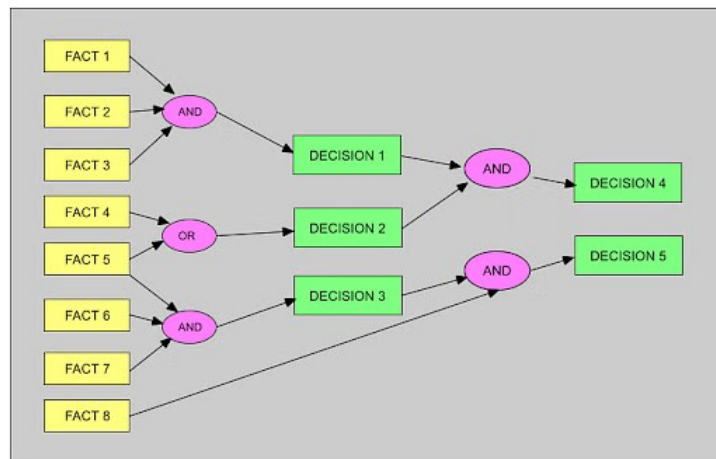 FACT 1
FACT 2
AND
FACT 3
DECISION 1
AND
DECISION 4
FACT 4
OR
DECISION 2
FACT 5
DECISION 5
AND
DECISION 3
FACT 6
AND
FACT 7
FACT 8